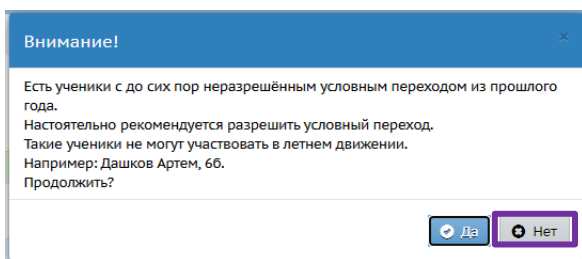 Внимание!
Есть ученики с до сих пор неразрешённым условным переходом из прошлого
года.
Настоятельно рекомендуется разрешить условный переход.
Такие ученики не могут участвовать в летнем движении.
Например: Дашков Артем, 6б.
Продолжить?
Да
Нет